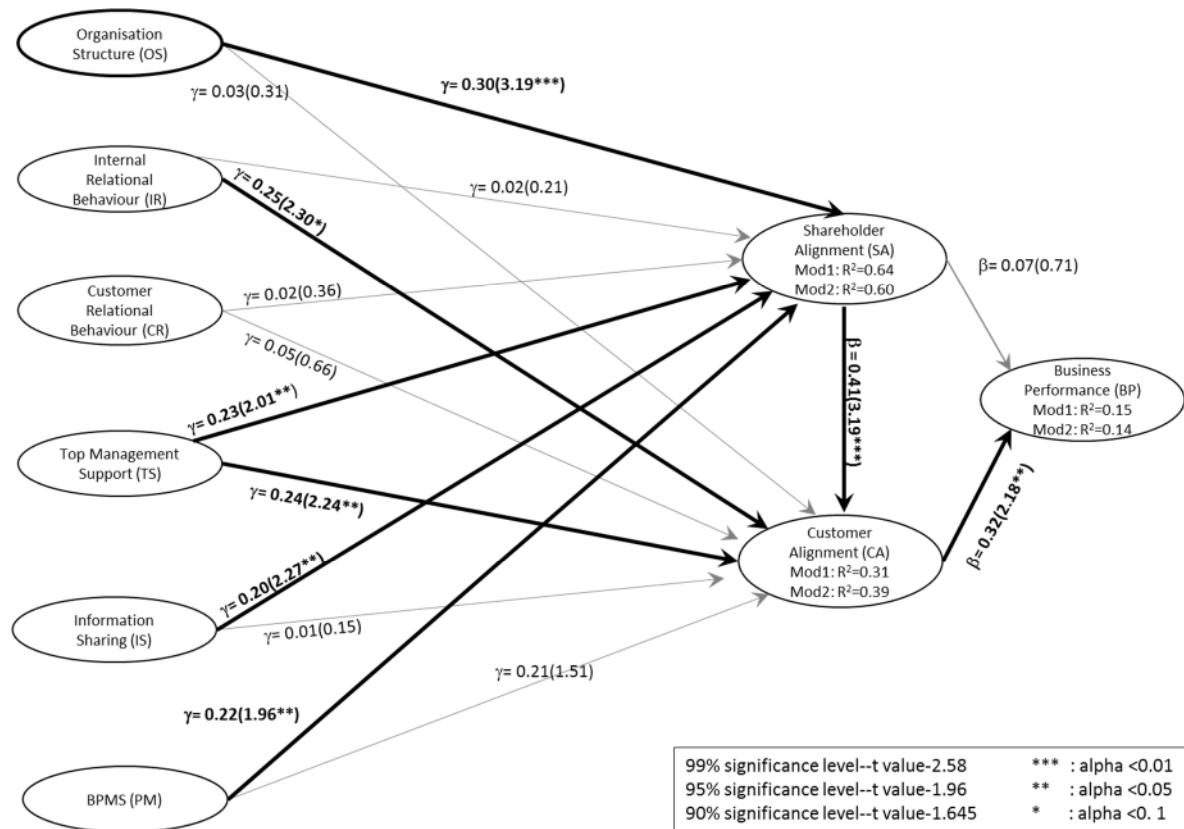 Organisation
Structure (OS)
γ= 0.30(3.19***)
γ= 0.03(0.31)
Internal
Relational
Behaviour (IR)
γ= 0.25(2.30*)
γ= 0.02(0.21)
Shareholder
Alignment (SA)
Mod1: R²=0.64
Mod2: R²=0.60
β= 0.07(0.71)
Customer
Relational
Behaviour (CR)
γ= 0.02(0.36)
γ= 0.05(0.66)
β= 0.41(3.19***)
Business
Performance (BP)
Mod1: R²=0.15
Mod2: R²=0.14
Top Management
Support (TS)
γ= 0.23(2.01**)
γ= 0.24(2.24**)
β= 0.32(2.18**)
Customer
Alignment (CA)
Mod1: R²=0.31
Mod2: R²=0.39
Information
Sharing (IS)
γ= 0.20(2.27**)
γ= 0.01(0.15)
γ= 0.21(1.51)
γ= 0.22(1.96**)
BPMS (PM)
99% significance level--t value-2.58 *** : alpha <0.01
95% significance level--t value-1.96 ** : alpha <0.05
90% significance level--t value-1.645 * : alpha <0. 1